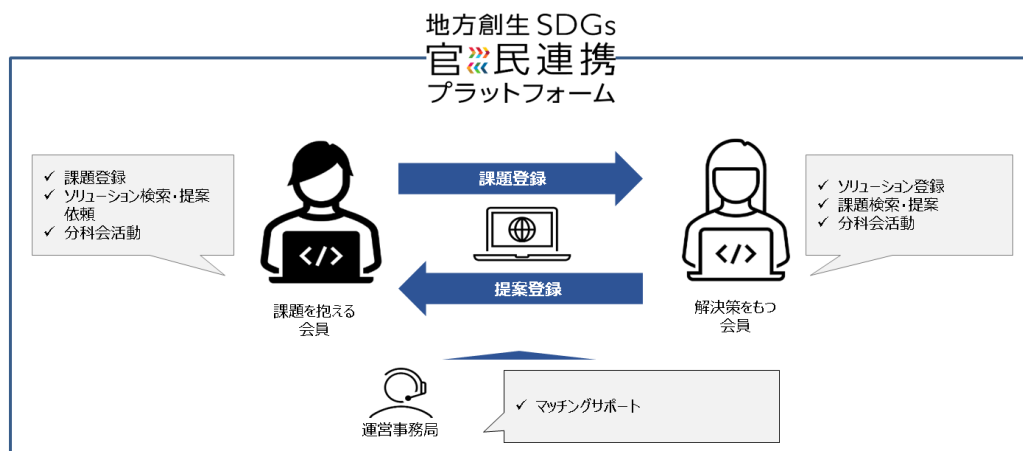 地方創生 SDGs
官民連携
プラットフォーム
✓ 課題登録
✓ ソリューション検索・提案
依頼
✓ 分科会活動
課題登録
</>
</>
提案登録
✓ ソリューション登録
✓ 課題検索・提案
✓ 分科会活動
課題を抱える
会員
解決策をもつ
会員
運営事務局
✓ マッチングサポート